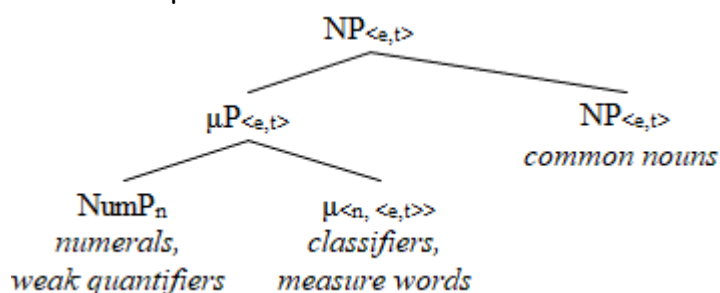 NP<e,t>
μP<e,t> NP<e,t>
common nouns
NumPn μ<n, <e,t>>
numerals, classifiers,
weak quantifiers measure words